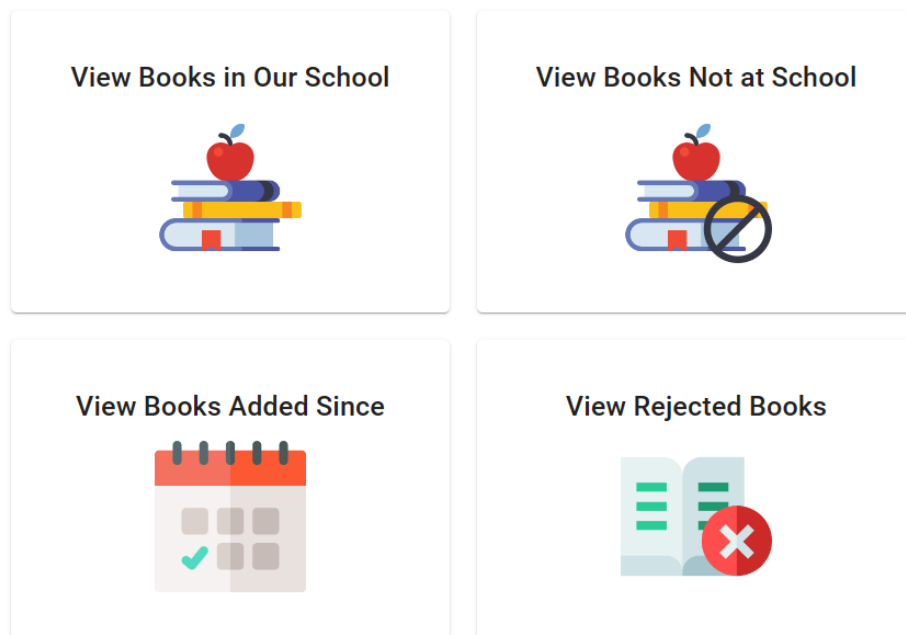 View Books in Our School
View Books Not at School
View Books Added Since
View Rejected Books